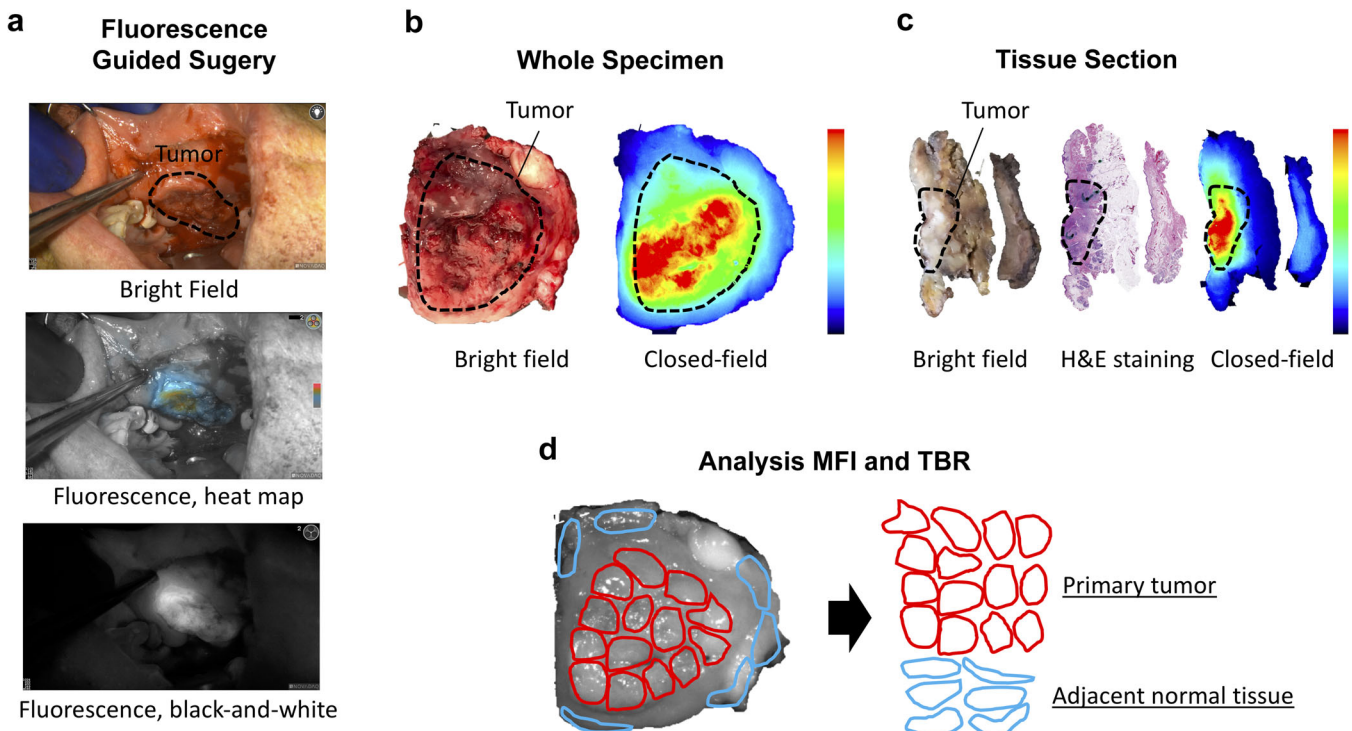 a
Fluorescence
Guided Sugery
Tumor
Bright Field
Fluorescence, heat map
2
Fluorescence, black-and-white
b
Whole Specimen
Tumor
Bright field
Closed-field
c
Tissue Section
Tumor
Bright field
H&E staining
Closed-field
d
Analysis MFI and TBR
Primary tumor
Adjacent normal tissue